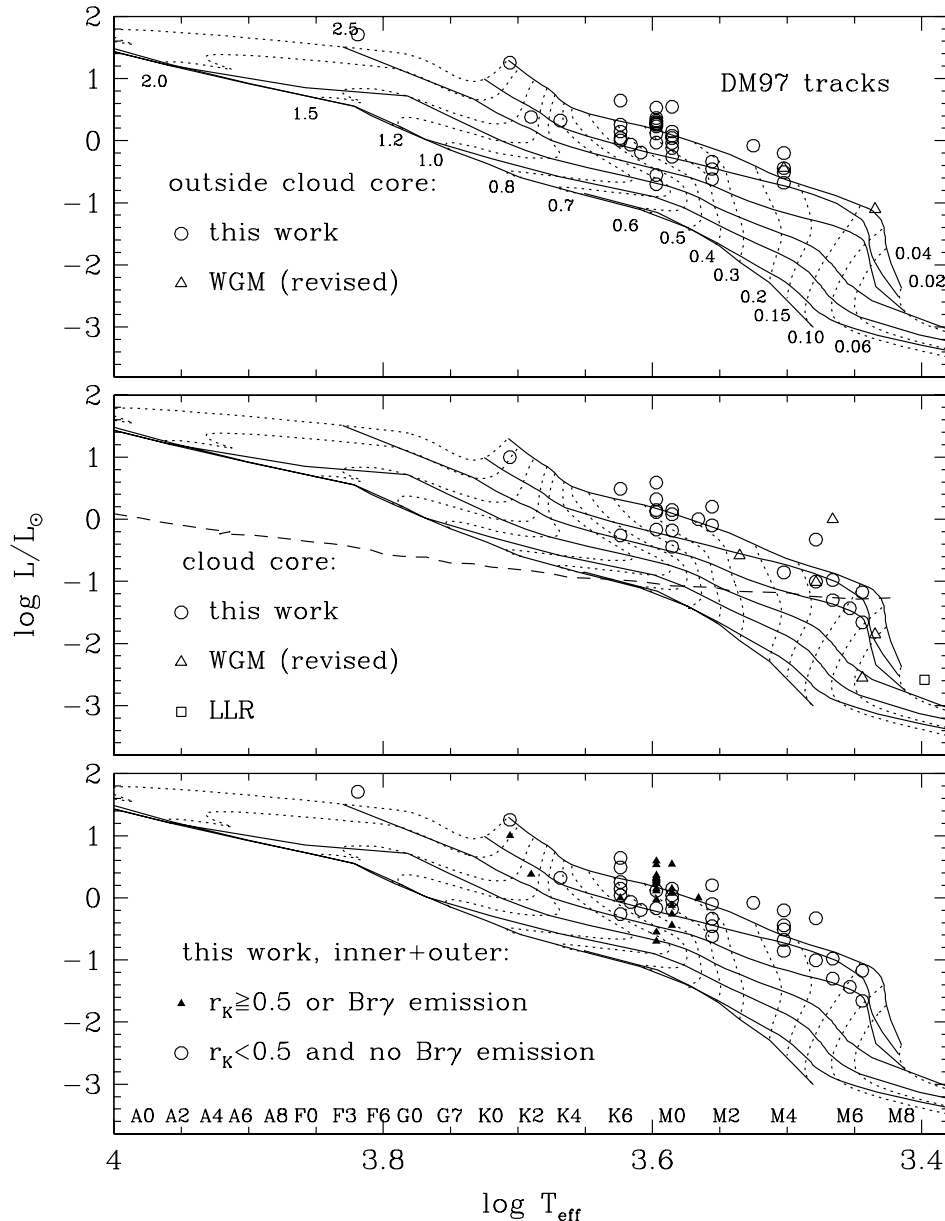 2
1
0
−1
−2
−3
DM97 tracks
2.5
2.0
1.5
1.2
1.0
0.8
0.7
0.6
0.5
0.4
0.3
0.2
0.15
0.10
0.06
0.04
0.02
outside cloud core:
this work
WGM (revised)
2
1
0
−1
−2
−3
log L/L☉
cloud core:
this work
WGM (revised)
LLR
2
1
0
−1
−2
−3
this work, inner+outer:
r_K≧0.5 or Brγ emission
r_K<0.5 and no Brγ emission
A0 A2 A4 A6 A8 F0 F3 F6 G0 G7 K0 K2 K4 K6 M0 M2 M4 M6 M8
4 3.8 3.6 3.4
log T_eff